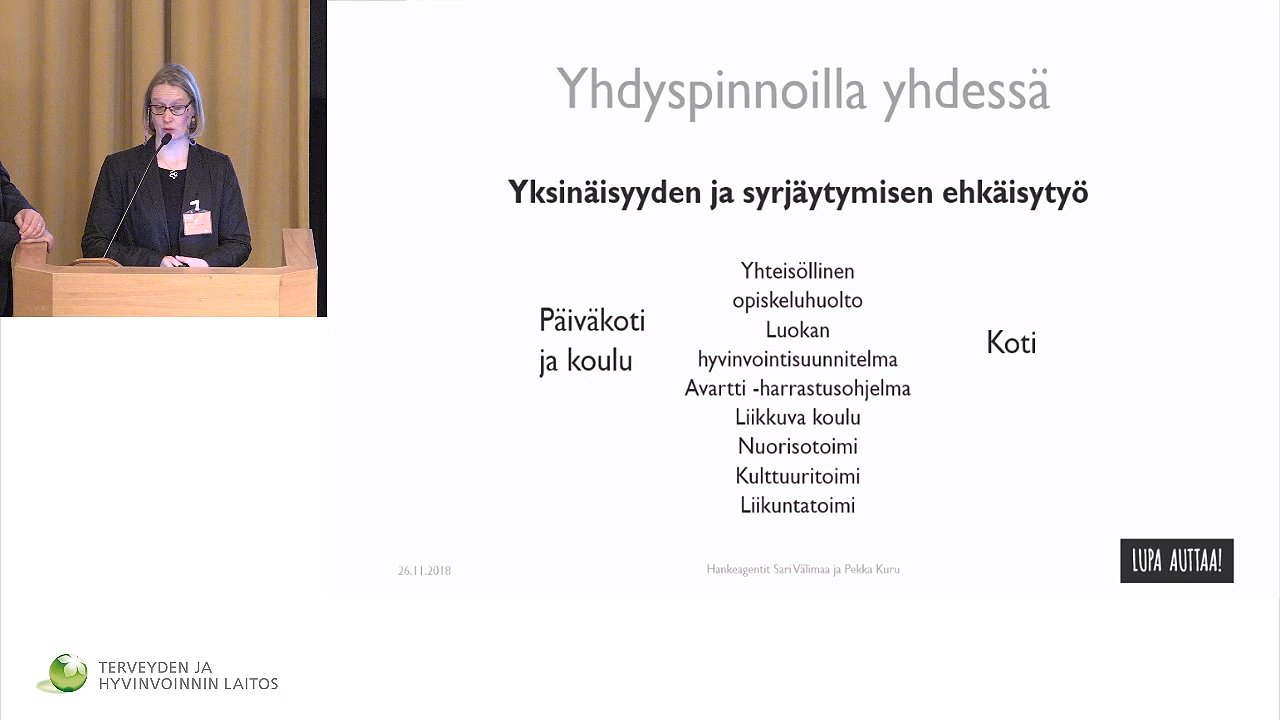 Yhdyspinnoilla yhdessä
Yksinäisyyden ja syrjäytymisen ehkäisytyö
Päiväkoti
ja koulu
Yhteisöllinen
opiskeluhuolto
Luokan
hyvinvointisuunnitelma
Avartti -harrastusohjelma
Liikkuva koulu
Nuorisotoimi
Kulttuuritoimi
Liikuntatoimi
Koti
26.11.2018
Hankeagentit Sari Välimaa ja Pekka Kuru
LUPA AUTTAA!
TERVEYDEN JA
HYVINVOINNIN LAITOS